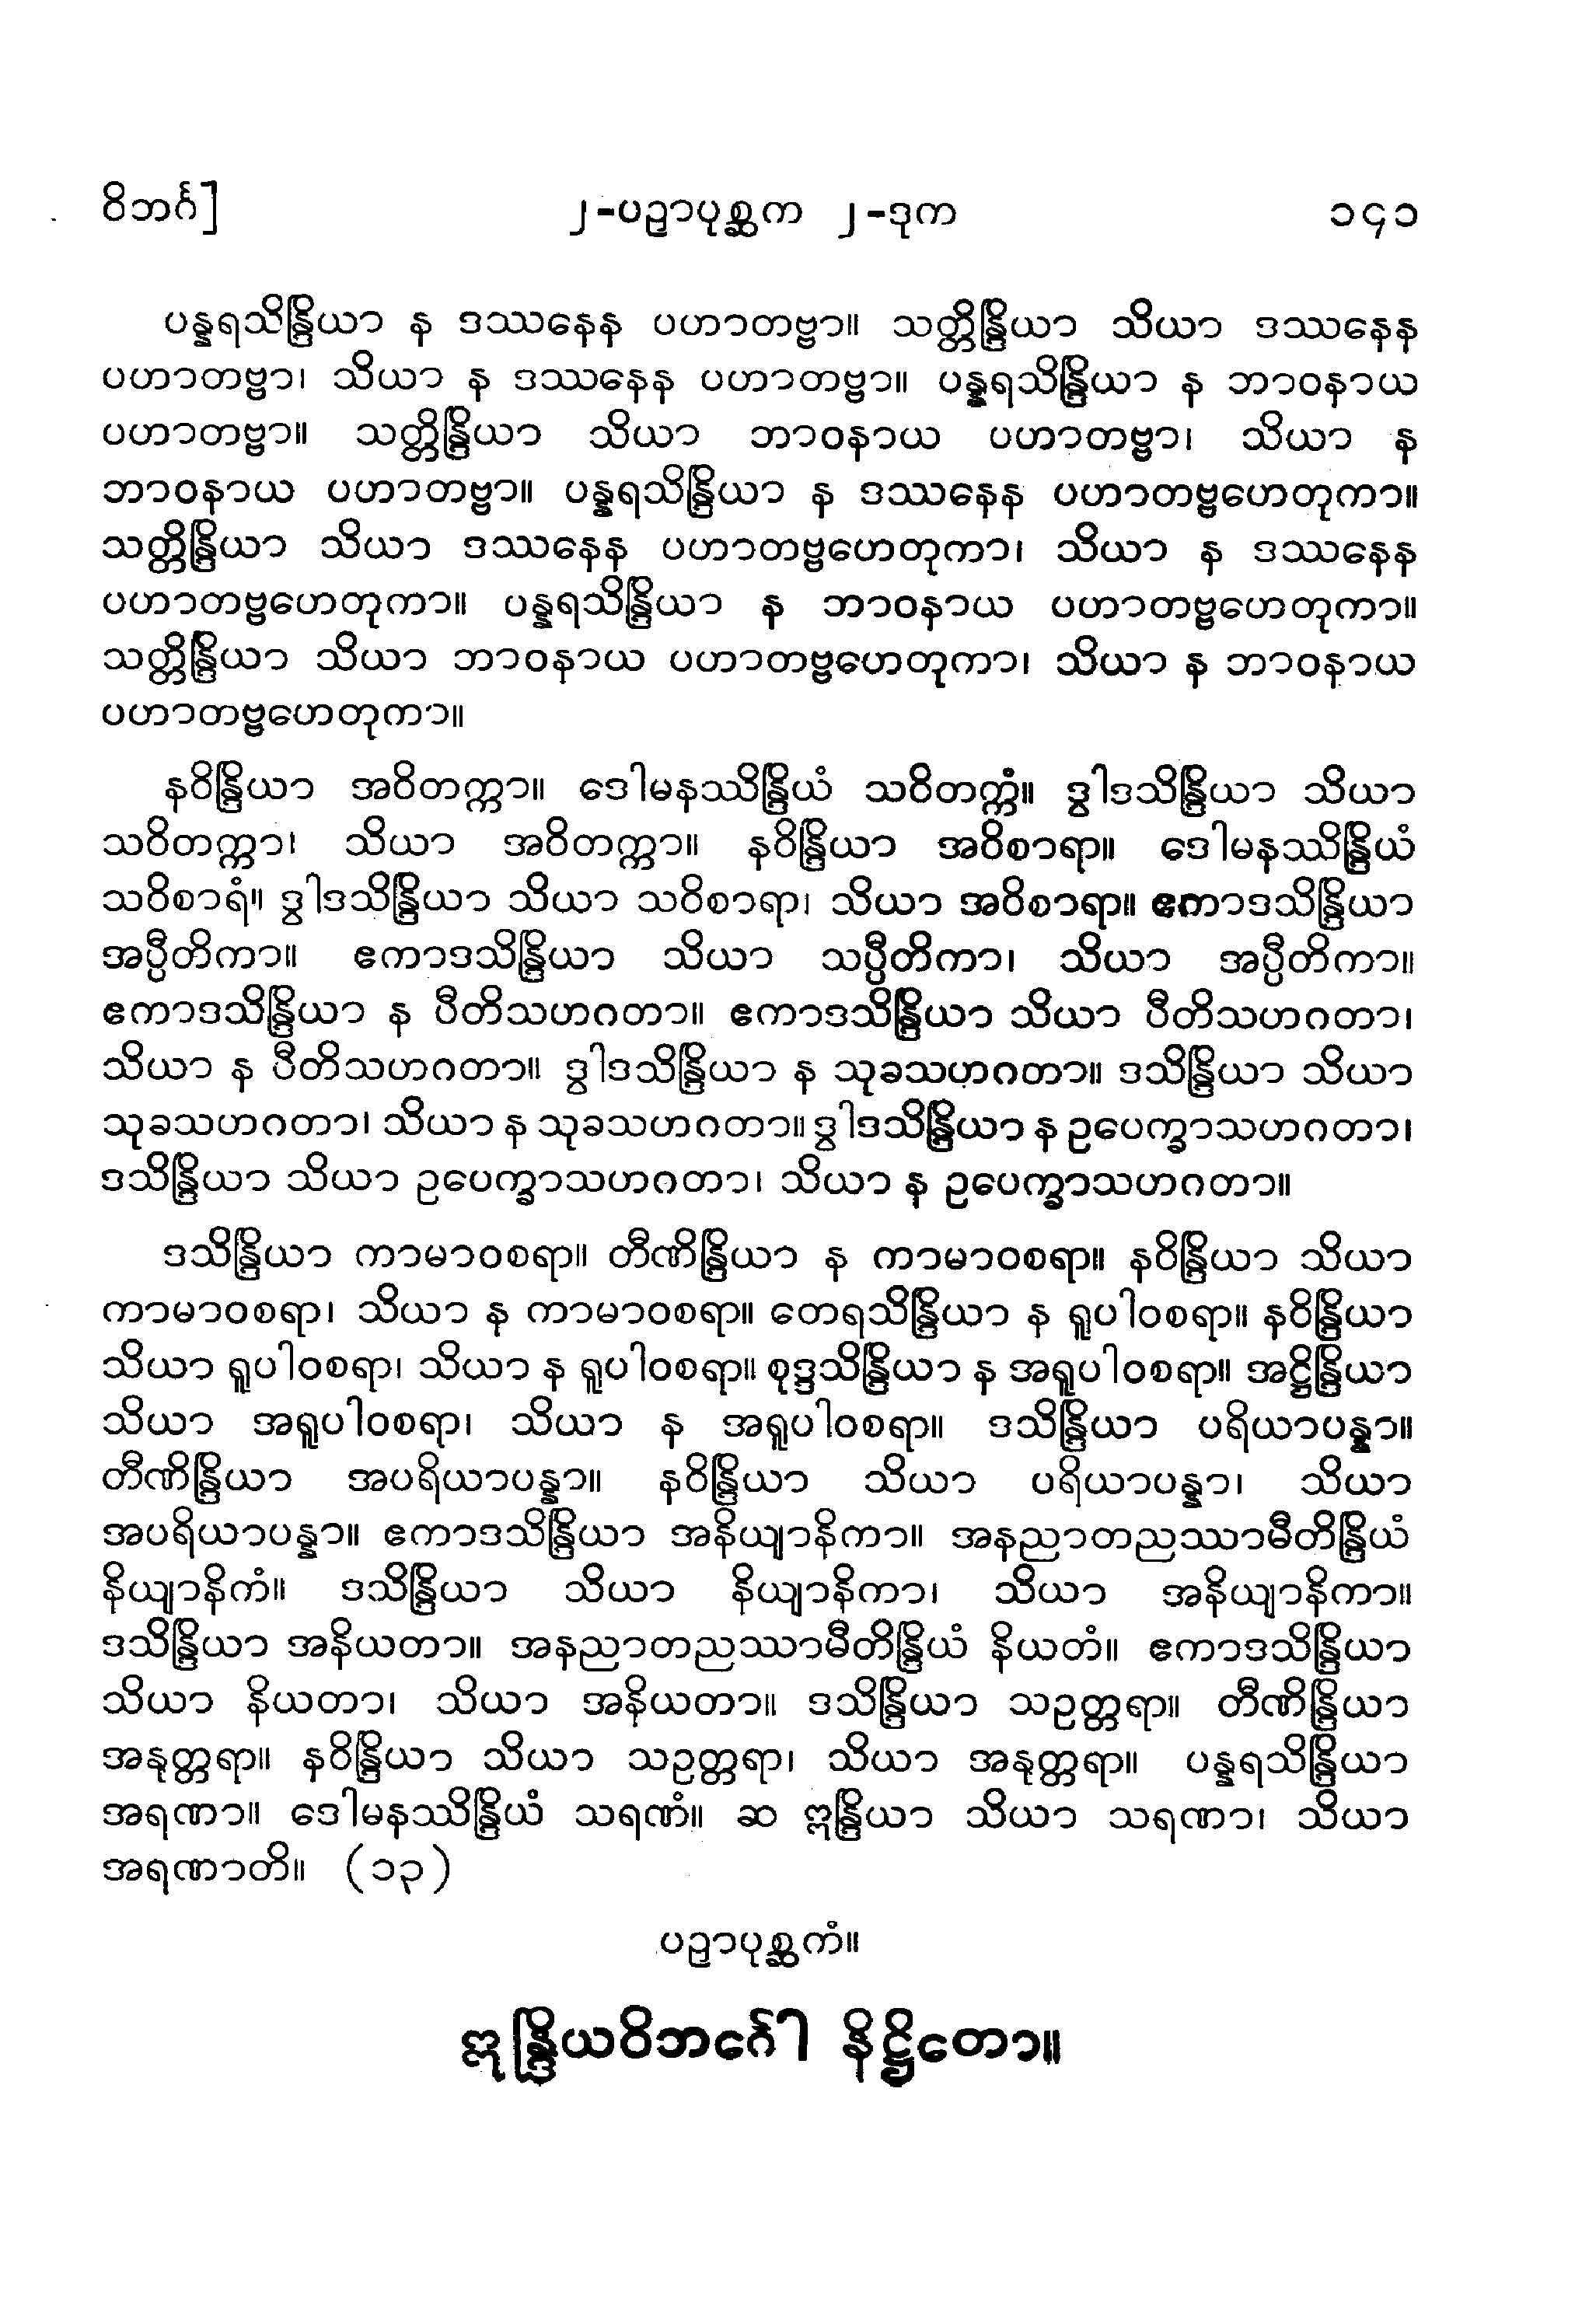 ဝိဘင်္ဂ] ၂-ပဉှာပုစ္ဆက ၂-ဒုက ၁၄၁
ပန္နရသိန္ဒြိယာ န ဒဿနေန ပဟာတဗ္ဗာ။ သတ္တိန္ဒြိယာ သိယာ ဒဿနေန
ပဟာတဗ္ဗာ၊ သိယာ န ဒဿနေန ပဟာတဗ္ဗာ။ ပန္နရသိန္ဒြိယာ န ဘာဝနာယ
ပဟာတဗ္ဗာ။ သတ္တိန္ဒြိယာ သိယာ ဘာဝနာယ ပဟာတဗ္ဗာ၊ သိယာ န
ဘာဝနာယ ပဟာတဗ္ဗာ။ ပန္နရသိန္ဒြိယာ န ဒဿနေန ပဟာတဗ္ဗဟေတုကာ။
သတ္တိန္ဒြိယာ သိယာ ဒဿနေန ပဟာတဗ္ဗဟေတုကာ၊ သိယာ န ဒဿနေန
ပဟာတဗ္ဗဟေတုကာ။ ပန္နရသိန္ဒြိယာ န ဘာဝနာယ ပဟာတဗ္ဗဟေတုကာ။
သတ္တိန္ဒြိယာ သိယာ ဘာဝနာယ ပဟာတဗ္ဗဟေတုကာ၊ သိယာ န ဘာဝနာယ
ပဟာတဗ္ဗဟေတုကာ။
နဝိန္ဒြိယာ အဝိတက္ကာ။ ဒေါမနဿိန္ဒြိယံ သဝိတက္ကံ။ ဒွါဒသိန္ဒြိယာ သိယာ
သဝိတက္ကာ၊ သိယာ အဝိတက္ကာ။ နဝိန္ဒြိယာ အဝိစာရာ။ ဒေါမနဿိန္ဒြိယံ
သဝိစာရံ။ ဒွါဒသိန္ဒြိယာ သိယာ သဝိစာရာ၊ သိယာ အဝိစာရာ။ ဧကာဒသိန္ဒြိယာ
အပ္ပီတိကာ။ ဧကာဒသိန္ဒြိယာ သိယာ သပ္ပီတိကာ၊ သိယာ အပ္ပီတိကာ။
ဧကာဒသိန္ဒြိယာ န ပီတိသဟဂတာ။ ဧကာဒသိန္ဒြိယာ သိယာ ပီတိသဟဂတာ၊
သိယာ န ပီတိသဟဂတာ။ ဒွါဒသိန္ဒြိယာ န သုခသဟဂတာ။ ဒသိန္ဒြိယာ သိယာ
သုခသဟဂတာ၊ သိယာ န သုခသဟဂတာ။ ဒွါဒသိန္ဒြိယာ န ဥပေက္ခာသဟဂတာ၊
ဒသိန္ဒြိယာ သိယာ ဥပေက္ခာသဟဂတာ၊ သိယာ န ဥပေက္ခာသဟဂတာ။
ဒသိန္ဒြိယာ ကာမာဝစရာ။ တီဏိန္ဒြိယာ န ကာမာဝစရာ။ နဝိန္ဒြိယာ သိယာ
ကာမာဝစရာ၊ သိယာ န ကာမာဝစရာ။ တေရသိန္ဒြိယာ န ရူပါဝစရာ။ နဝိန္ဒြိယာ
သိယာ ရူပါဝစရာ၊ သိယာ န ရူပါဝစရာ။ စုဒ္ဒသိန္ဒြိယာ န အရူပါဝစရာ။ အဋ္ဌိန္ဒြိယာ
သိယာ အရူပါဝစရာ၊ သိယာ န အရူပါဝစရာ။ ဒသိန္ဒြိယာ ပရိယာပန္နာ။
တီဏိန္ဒြိယာ အပရိယာပန္နာ။ နဝိန္ဒြိယာ သိယာ ပရိယာပန္နာ၊ သိယာ
အပရိယာပန္နာ။ ဧကာဒသိန္ဒြိယာ အနိယျာနိကာ။ အနညာတညဿာမီတိန္ဒြိယံ
နိယျာနိကံ။ ဒသိန္ဒြိယာ သိယာ နိယျာနိကာ၊ သိယာ အနိယျာနိကာ။
ဒသိန္ဒြိယာ အနိယတာ။ အနညာတညဿာမီတိန္ဒြိယံ နိယတံ။ ဧကာဒသိန္ဒြိယာ
သိယာ နိယတာ၊ သိယာ အနိယတာ။ ဒသိန္ဒြိယာ သဥတ္တရာ။ တီဏိန္ဒြိယာ
အနုတ္တရာ။ နဝိန္ဒြိယာ သိယာ သဥတ္တရာ၊ သိယာ အနုတ္တရာ။ ပန္နရသိန္ဒြိယာ
အရဏာ။ ဒေါမနဿိန္ဒြိယံ သရဏံ။ ဆ ဣန္ဒြိယာ သိယာ သရဏာ၊ သိယာ
အရဏာတိ။ (၁၃)
ပဉှာပုစ္ဆကံ။
ဣန္ဒြိယဝိဘင်္ဂေါ နိဋ္ဌိတော။